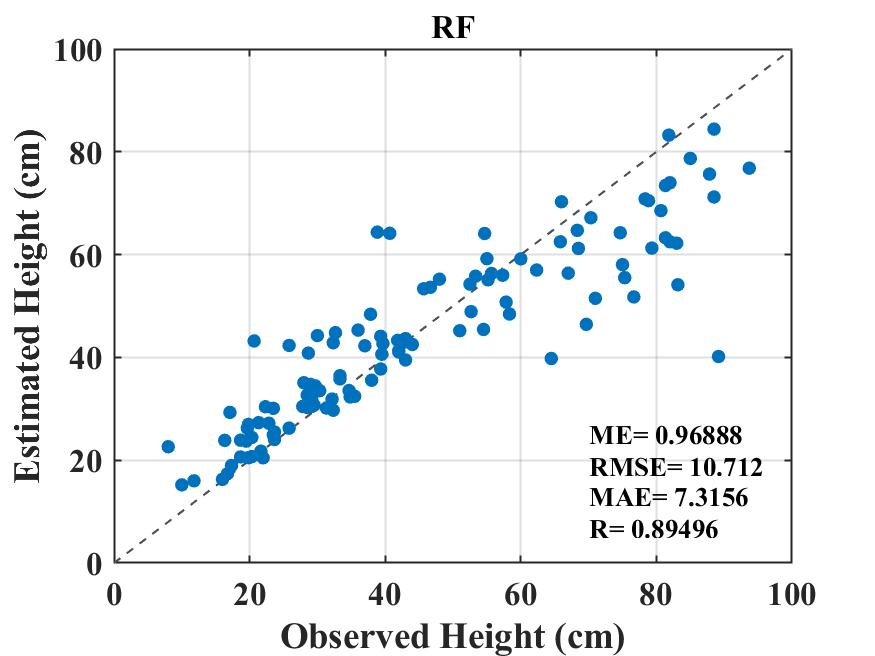 RF
100
80
60
40
20
0
Estimated Height (cm)
ME= 0.96888
RMSE= 10.712
MAE= 7.3156
R= 0.89496
0 20 40 60 80 100
Observed Height (cm)